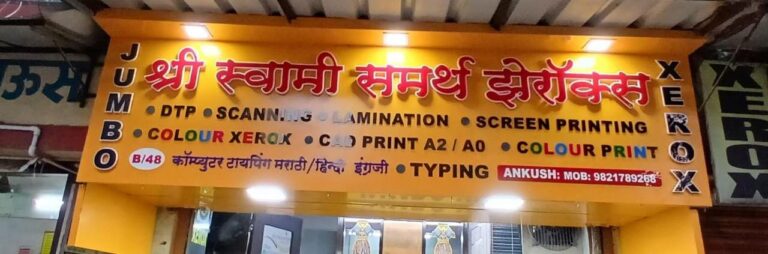 ाऊस
JUMBO
श्री स्वामी समर्थ झेरॉक्स
XEROX
• DTP • SCANNING • LAMINATION • SCREEN PRINTING
• COLOUR XEROX • CAD PRINT A2 / A0 • COLOUR PRINT
B/48 कॉम्प्युटर टायपिंग मराठी/हिन्दी इंग्रजी • TYPING ANKUSH: MOB: 9821789268
XEROX